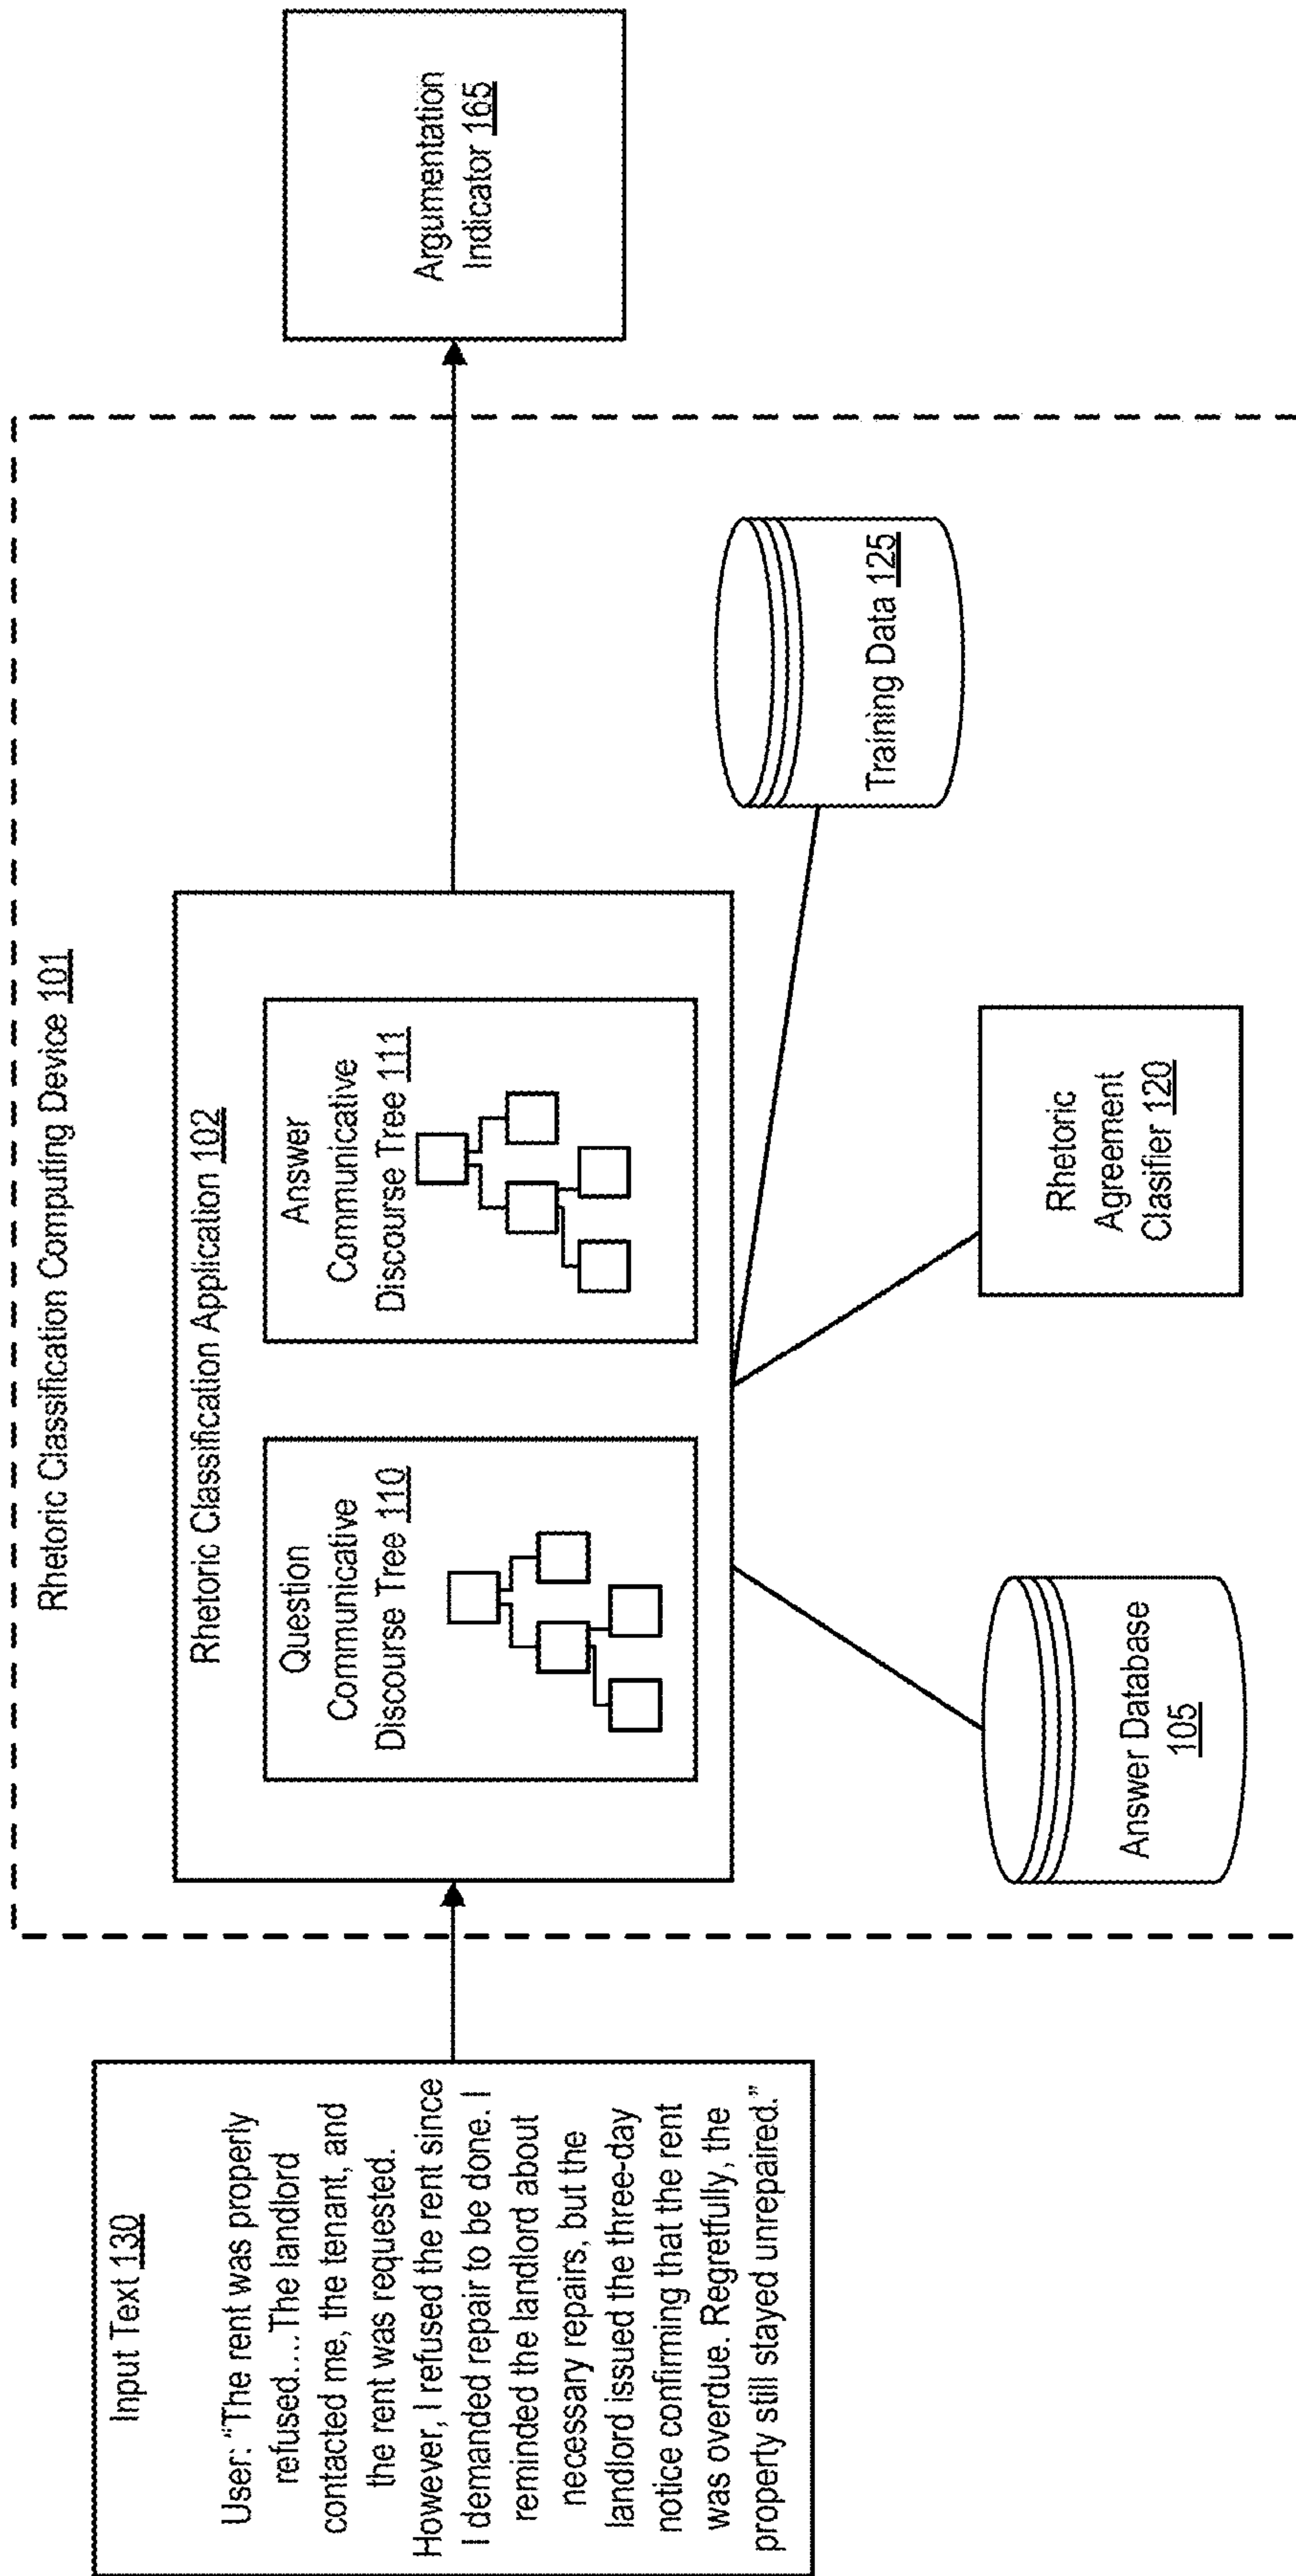 Input Text 130
User: “The rent was properly
refused....The landlord
contacted me, the tenant, and
the rent was requested.
However, I refused the rent since
I demanded repair to be done. I
reminded the landlord about
necessary repairs, but the
landlord issued the three-day
notice confirming that the rent
was overdue. Regretfully, the
property still stayed unrepaired.”
Rhetoric Classification Computing Device 101
Rhetoric Classification Application 102
Question
Communicative
Discourse Tree 110
Answer
Communicative
Discourse Tree 111
Answer Database
105
Rhetoric
Agreement
Clasifier 120
Training Data 125
Argumentation
Indicator 165